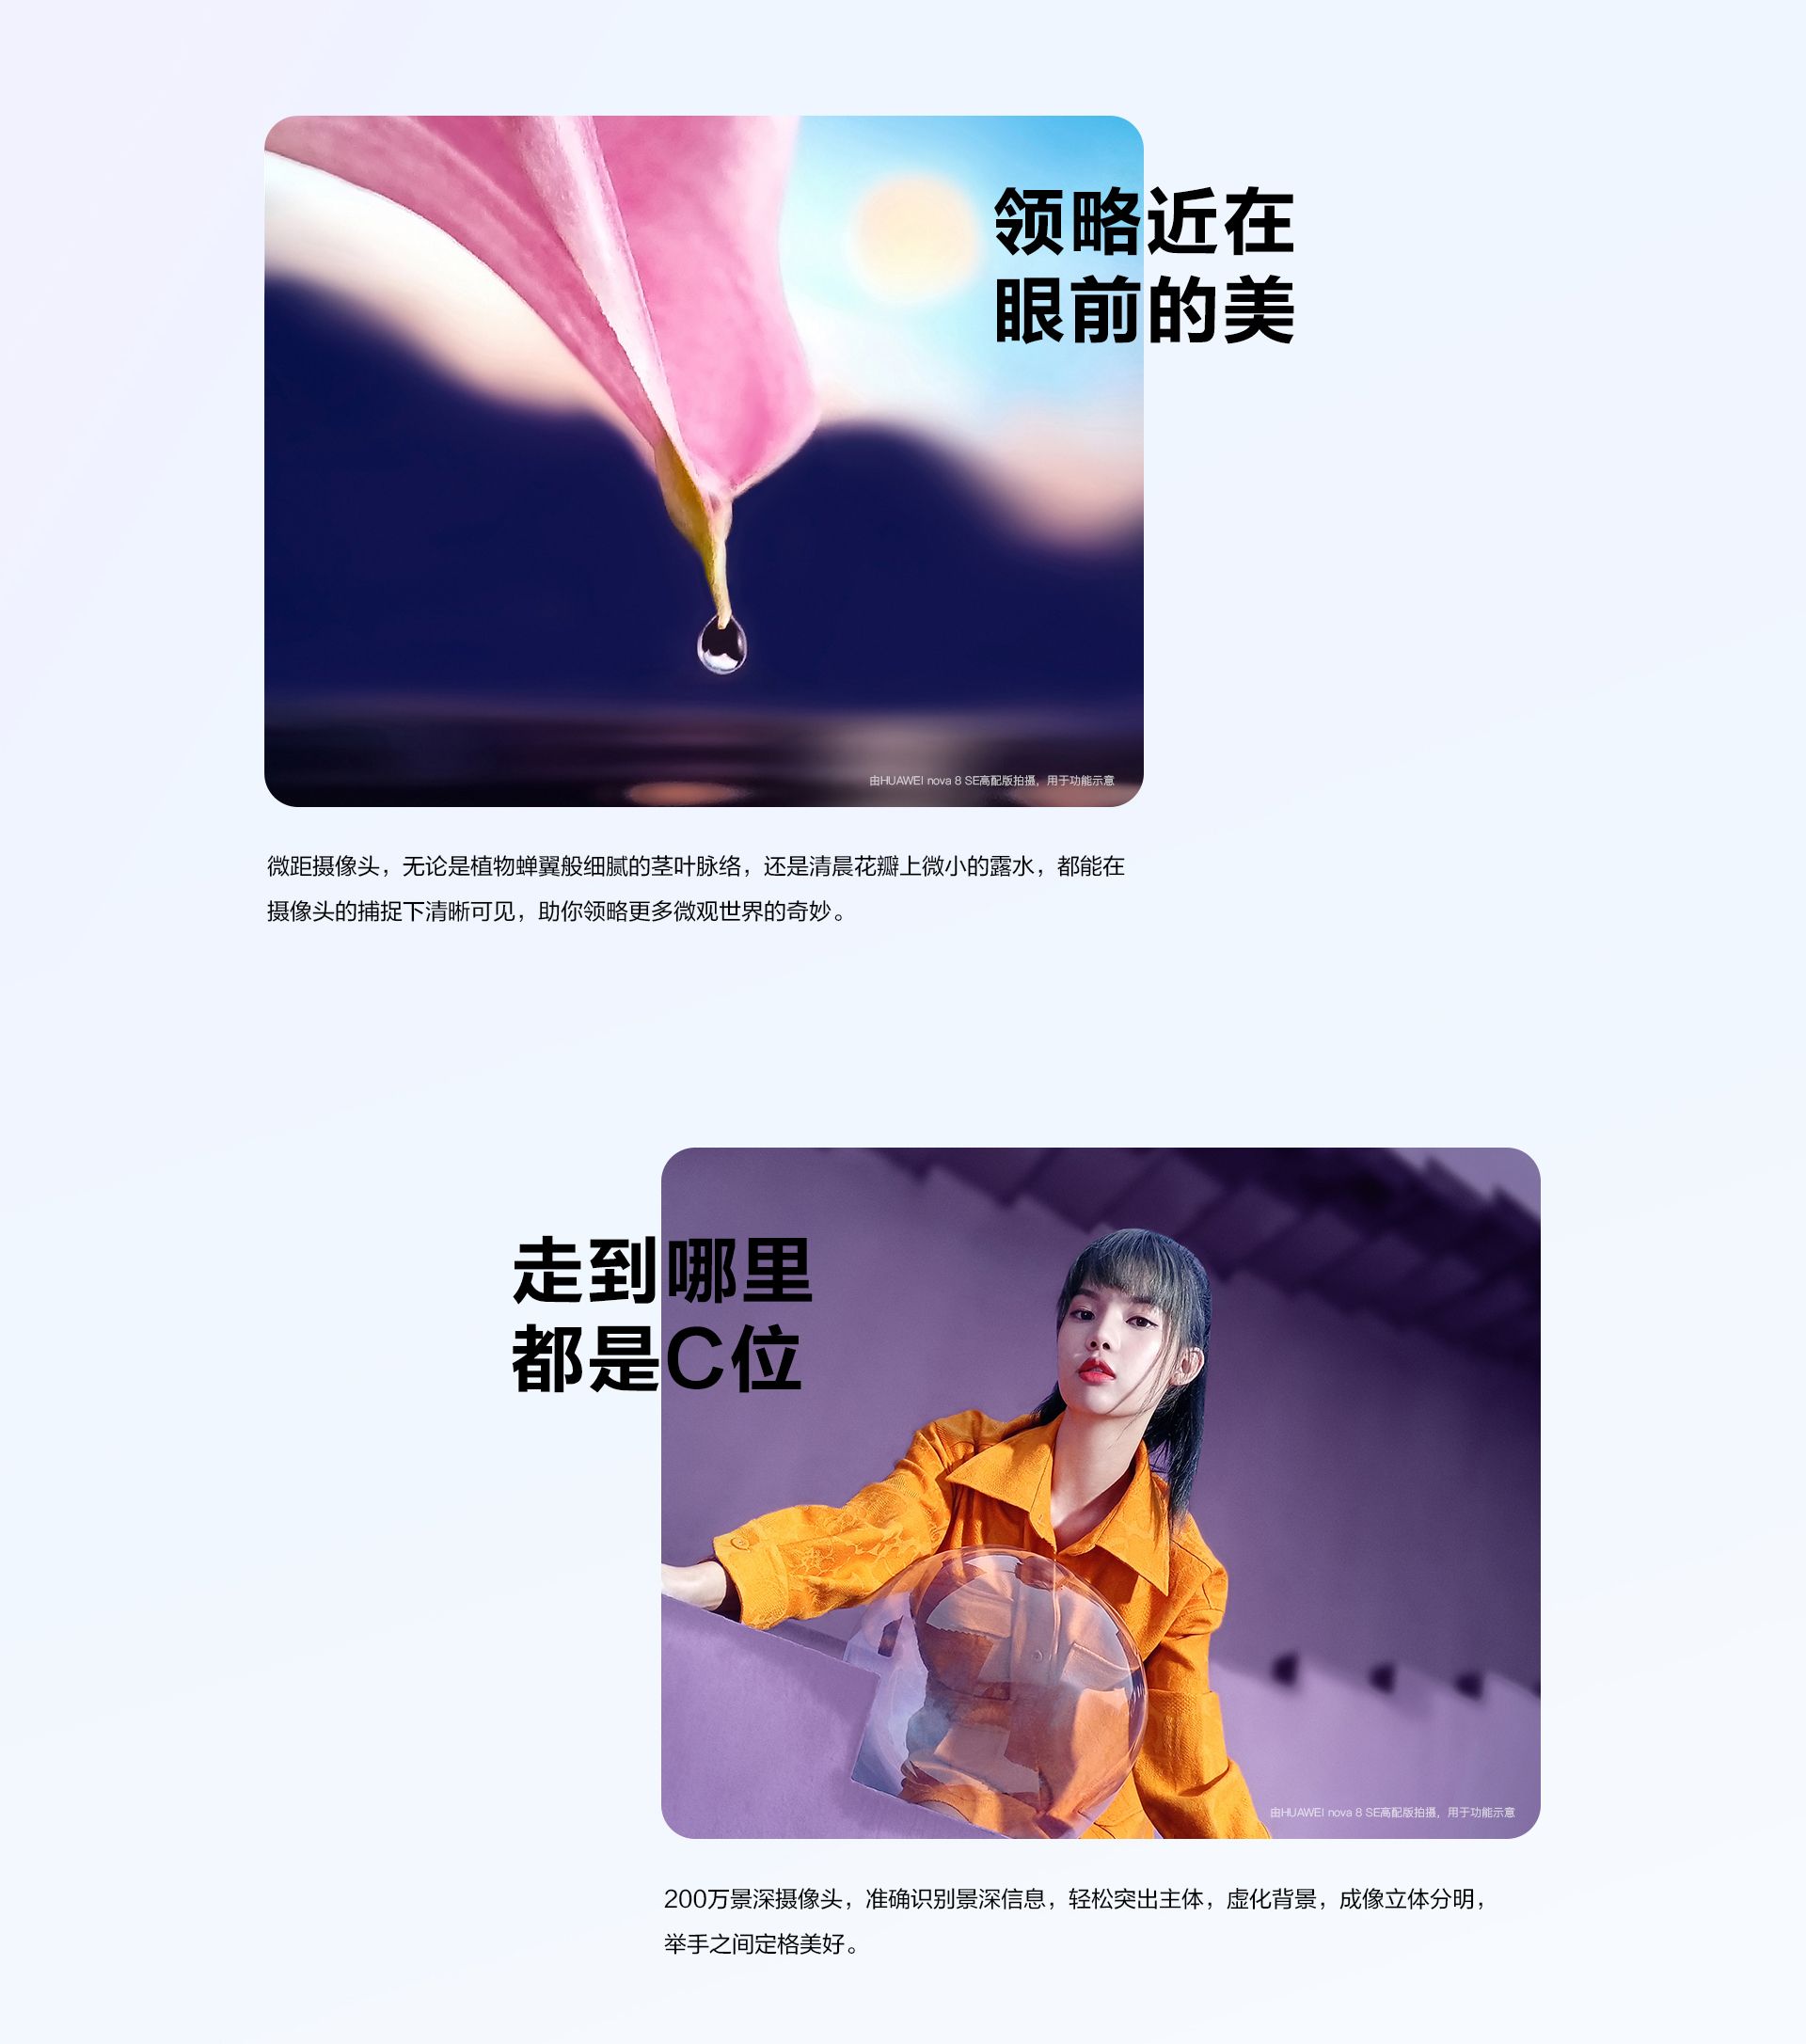 领略近在
眼前的美
由HUAWEI nova 8 SE高配版拍摄，用于功能示意
微距摄像头，无论是植物蝉翼般细腻的茎叶脉络，还是清晨花瓣上微小的露水，都能在
摄像头的捕捉下清晰可见，助你领略更多微观世界的奇妙。
走到哪里
都是C位
由HUAWEI nova 8 SE高配版拍摄，用于功能示意
200万景深摄像头，准确识别景深信息，轻松突出主体，虚化背景，成像立体分明，
举手之间定格美好。